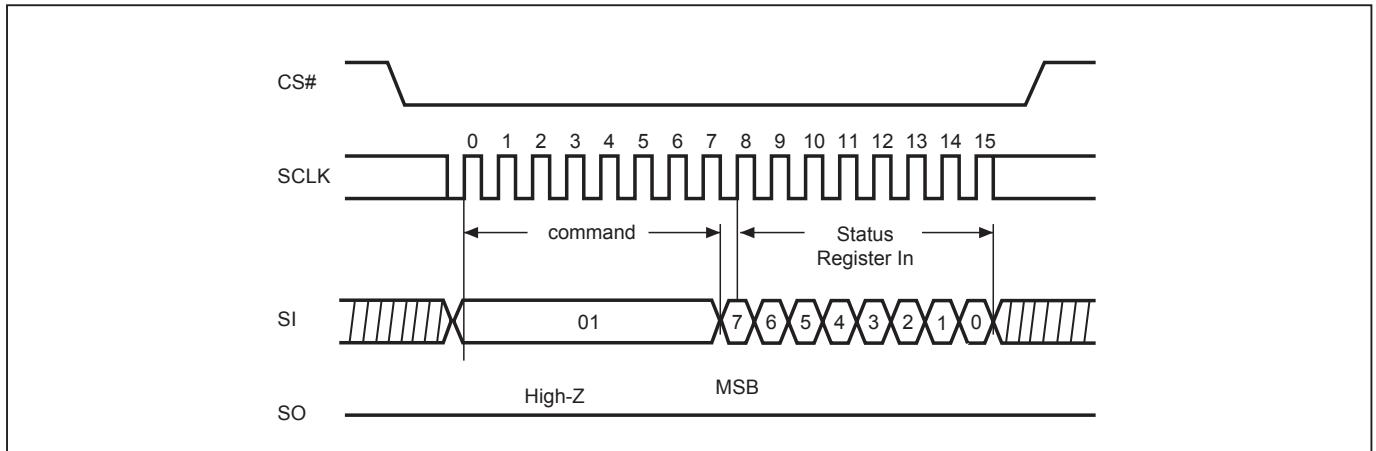 CS#
0 1 2 3 4 5 6 7 8 9 10 11 12 13 14 15
SCLK
command
Status
Register In
SI
01
7 6 5 4 3 2 1 0
High-Z
MSB
SO